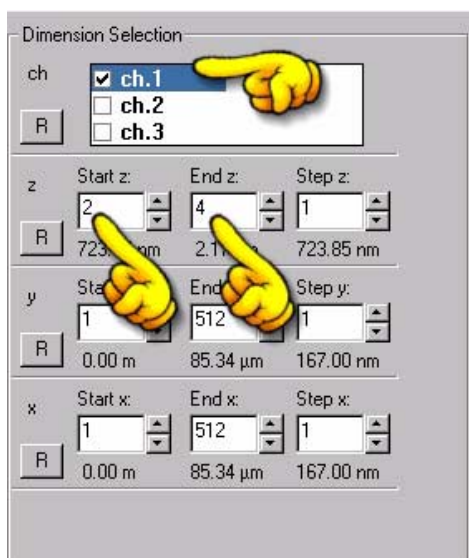 Dimension Selection
ch
ch.1
ch.2
ch.3
R
z
Start z: End z: Step z:
2 4 1
R
723.85 nm
y
Step y:
1 512 1
R
0.00 m 85.34 µm 167.00 nm
x
Start x: End x: Step x:
1 512 1
R
0.00 m 85.34 µm 167.00 nm